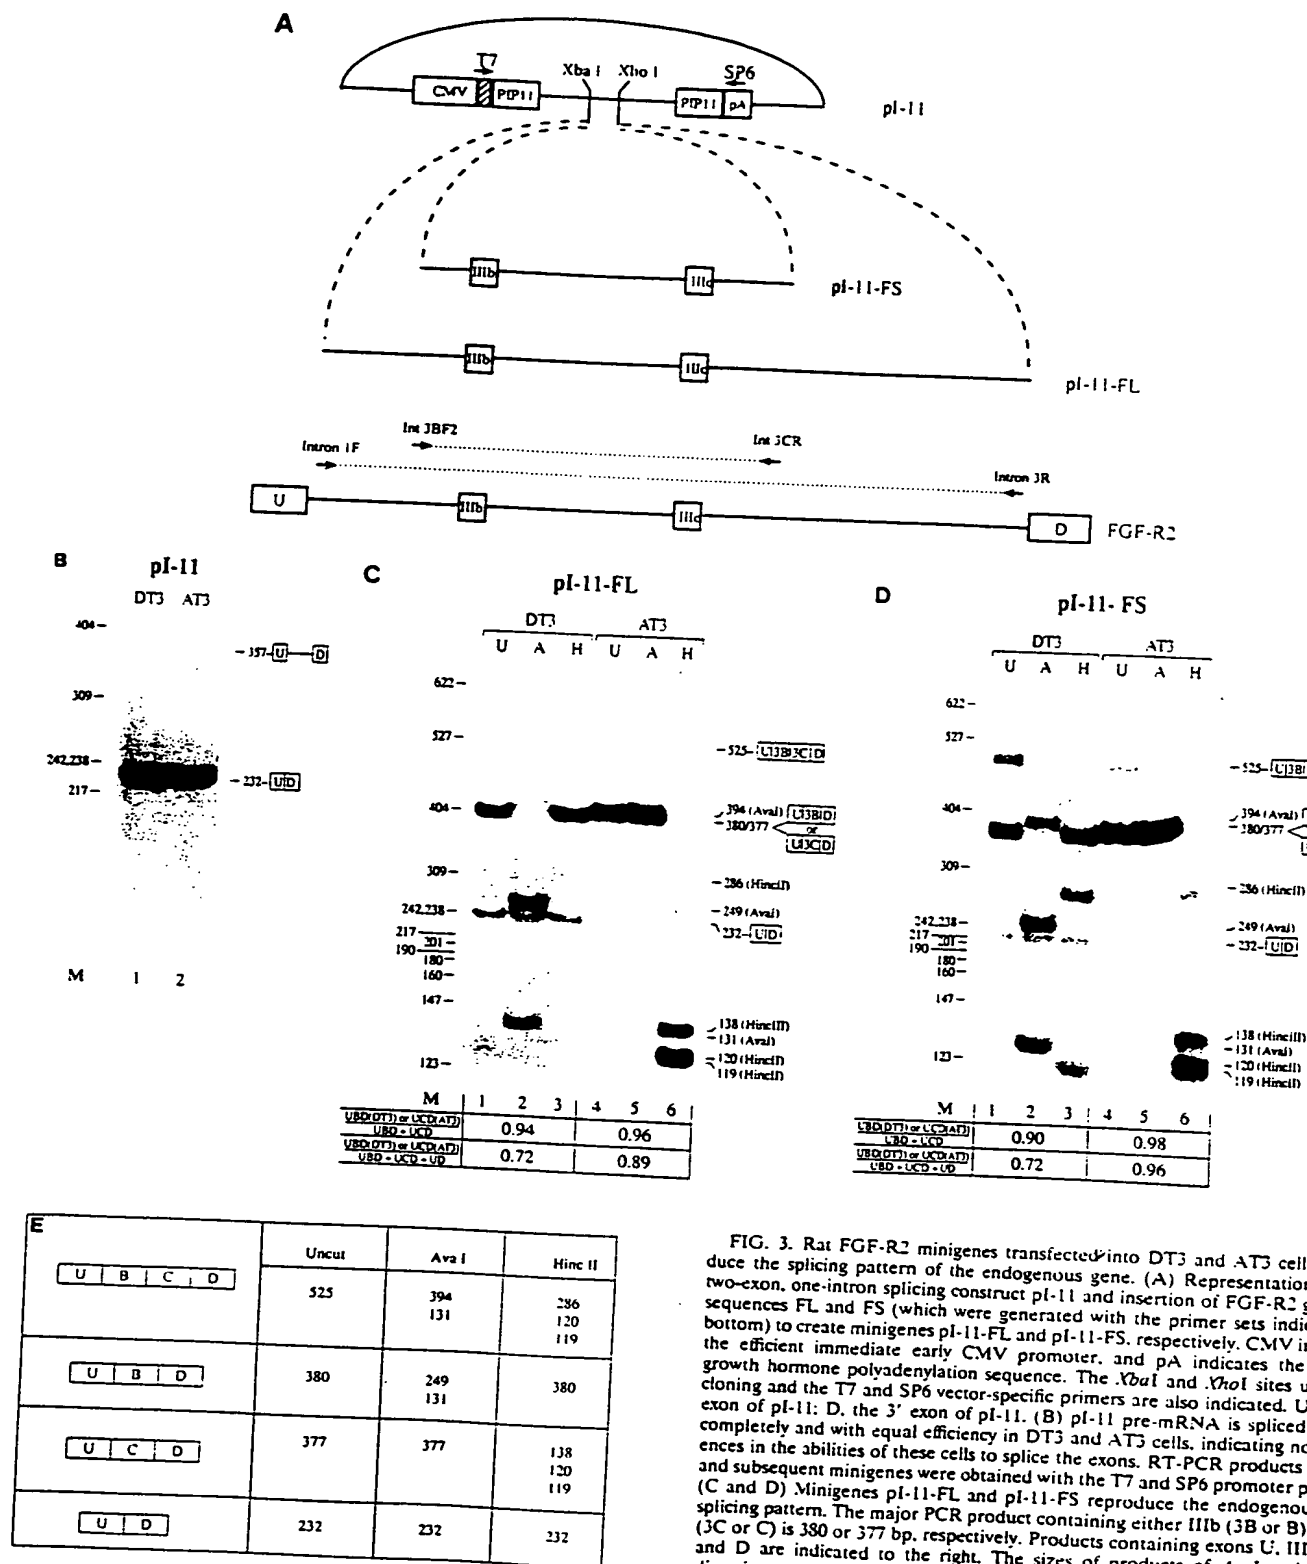 A
T7
Xba I
Xho I
SP6
CMV
PIP11
PIP11
pA
pI-11
IIIb
IIIc
pI-11-FS
IIIb
IIIc
pI-11-FL
Int 3BF2
Int 3CR
Intron 1F
Intron 3R
U
IIIb
IIIc
D
FGF-R2
B
pI-11
DT3 AT3
404
357-U D
309
242,238
232-U D
217
M 1 2
C
pI-11-FL
DT3 AT3
U A H U A H
622
527
525-U 3B 3C D
404
394 (AvaI) U 3B D
380/377 or
U 3C D
309
286 (HincII)
242,238
249 (AvaI)
217
232-U D
201
190
180
160
147
138 (HincIII)
131 (AvaI)
123
120 (HincII)
119 (HincII)
M 1 2 3 4 5 6
UBD(DT3) or UCD(AT3)
UBD + UCD
0.94 0.96
UBD(DT3) or UCD(AT3)
UBD + UCD + UD
0.72 0.89
D
pI-11- FS
DT3 AT3
U A H U A H
622
527
525-U 3B
404
394 (AvaI)
380/377
309
286 (HincII)
242,238
249 (AvaI)
217
232-U D
201
190
180
160
147
138 (HincIII)
131 (AvaI)
123
120 (HincII)
119 (HincII)
M 1 2 3 4 5 6
UBD(DT3) or UCD(AT3)
UBD + UCD
0.90 0.98
UBD(DT3) or UCD(AT3)
UBD + UCD + UD
0.72 0.96
E
Uncut Ava I Hinc II
U B C D
525 394 286
131 120
119
U B D
380 249 380
131
U C D
377 377 138
120
119
U D
232 232 232
FIG. 3. Rat FGF-R2 minigenes transfected into DT3 and AT3 cell
duce the splicing pattern of the endogenous gene. (A) Representation
two-exon, one-intron splicing construct pI-11 and insertion of FGF-R2 g
sequences FL and FS (which were generated with the primer sets indic
bottom) to create minigenes pI-11-FL and pI-11-FS, respectively. CMV in
the efficient immediate early CMV promoter, and pA indicates the
growth hormone polyadenylation sequence. The XbaI and XhoI sites u
cloning and the T7 and SP6 vector-specific primers are also indicated. U
exon of pI-11; D, the 3' exon of pI-11. (B) pI-11 pre-mRNA is spliced
completely and with equal efficiency in DT3 and AT3 cells, indicating no
ences in the abilities of these cells to splice the exons. RT-PCR products
and subsequent minigenes were obtained with the T7 and SP6 promoter p
(C and D) Minigenes pI-11-FL and pI-11-FS reproduce the endogenou
splicing pattern. The major PCR product containing either IIIb (3B or B)
(3C or C) is 380 or 377 bp, respectively. Products containing exons U, III
and D are indicated to the right. The sizes of products of